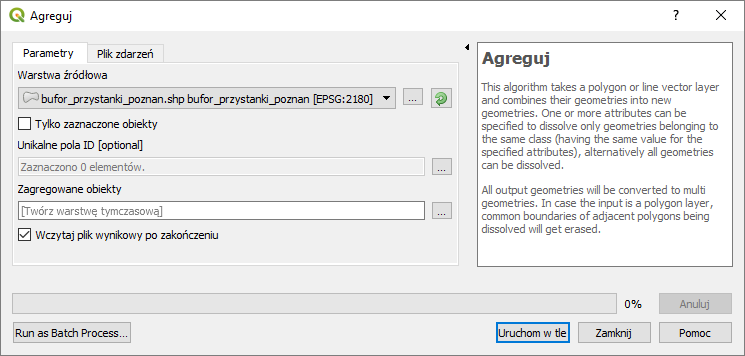 Agreguj
Parametry
Plik zdarzeń
Warstwa źródłowa
bufor_przystanki_poznan.shp bufor_przystanki_poznan [EPSG:2180]
...
Tylko zaznaczone obiekty
Unikalne pola ID [optional]
Zaznaczono 0 elementów.
...
Zagregowane obiekty
[Twórz warstwę tymczasową]
...
Wczytaj plik wynikowy po zakończeniu
Agreguj
This algorithm takes a polygon or line vector layer
and combines their geometries into new
geometries. One or more attributes can be
specified to dissolve only geometries belonging to
the same class (having the same value for the
specified attributes), alternatively all geometries
can be dissolved.
All output geometries will be converted to multi
geometries. In case the input is a polygon layer,
common boundaries of adjacent polygons being
dissolved will get erased.
0%
Anuluj
Run as Batch Process...
Uruchom w tle
Zamknij
Pomoc